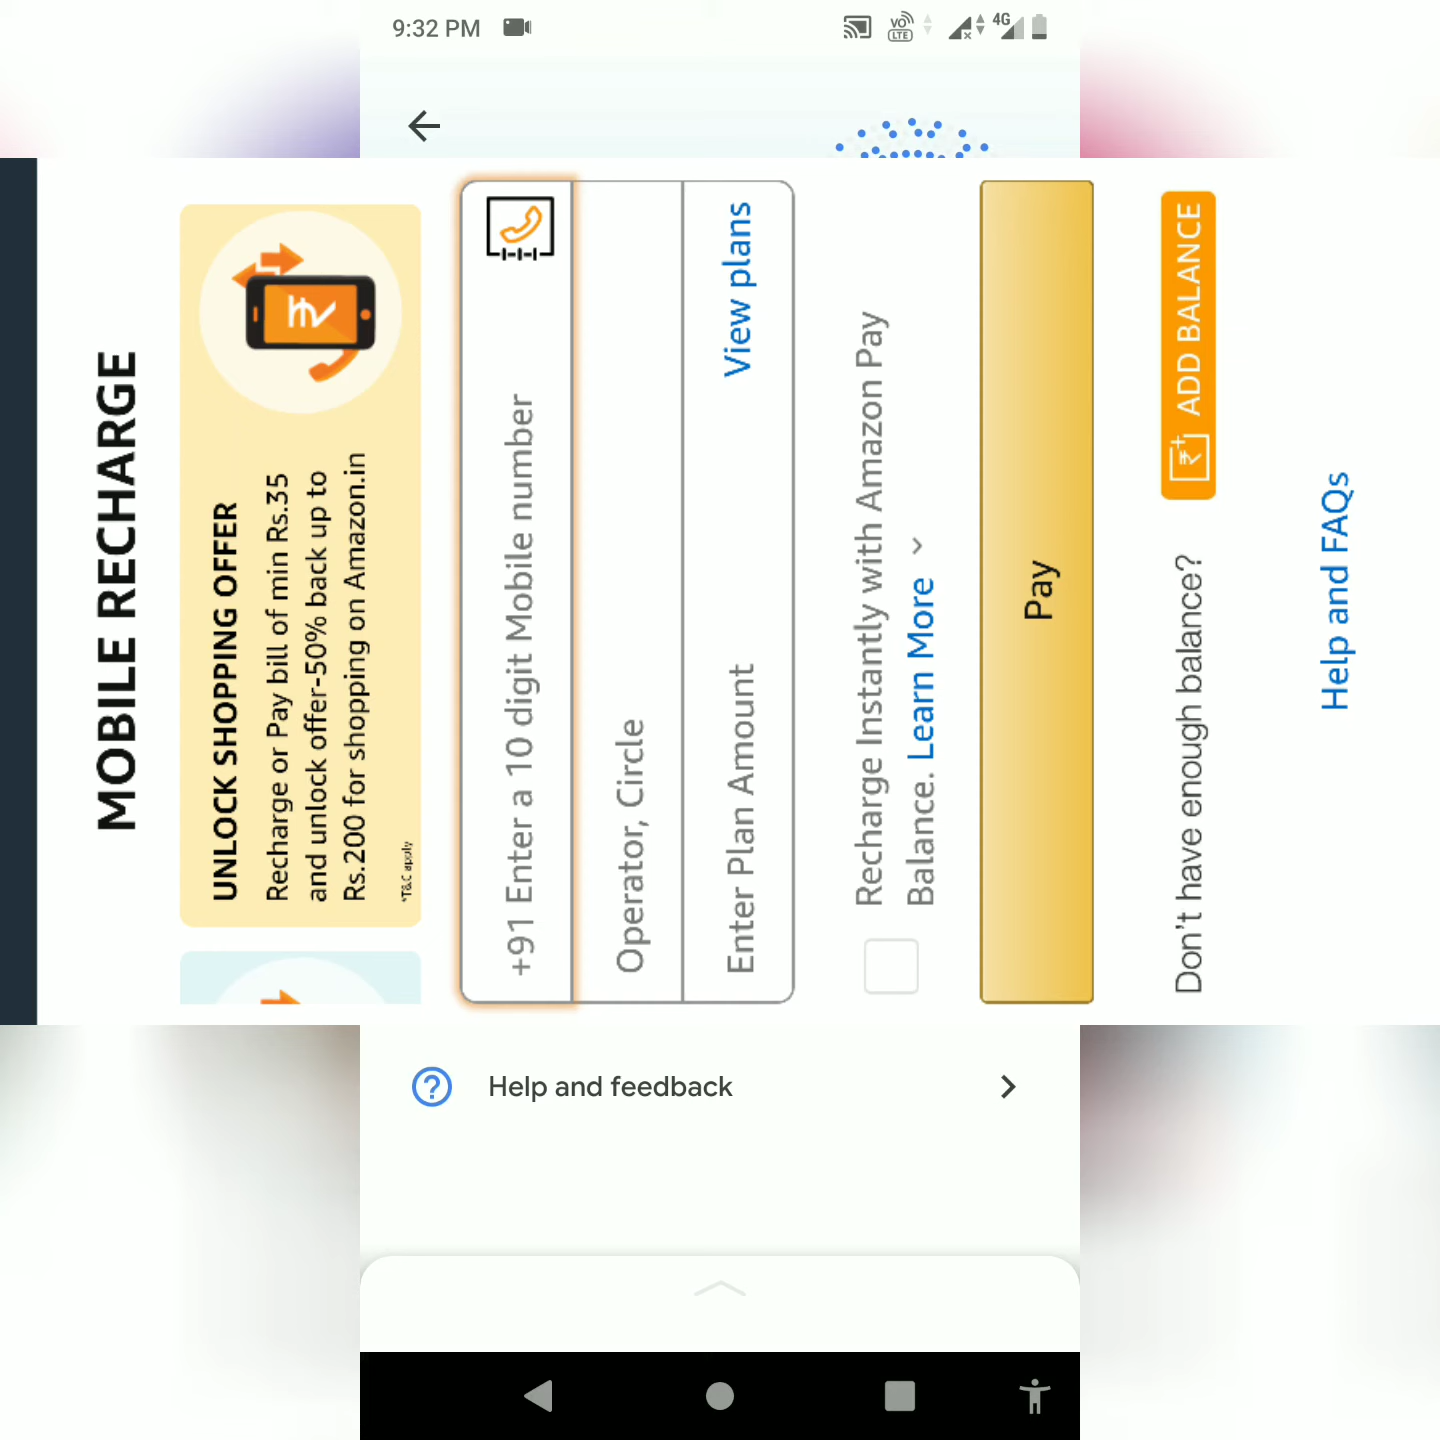 9:32 PM
VO
LTE
4G
MOBILE RECHARGE
UNLOCK SHOPPING OFFER
Recharge or Pay bill of min Rs.35
and unlock offer-50% back up to
Rs.200 for shopping on Amazon.in
*T&C apply
+91 Enter a 10 digit Mobile number
Operator, Circle
Enter Plan Amount View plans
Recharge Instantly with Amazon Pay
Balance. Learn More
Pay
Don't have enough balance? ADD BALANCE
Help and FAQs
Help and feedback